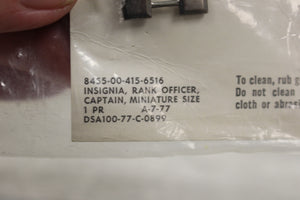 8455-00-415-6516
INSIGNIA, RANK OFFICER,
CAPTAIN, MINIATURE SIZE
1 PR A-7-77
DSA100-77-C-0899
To clean, rub g
Do not clean
cloth or abra